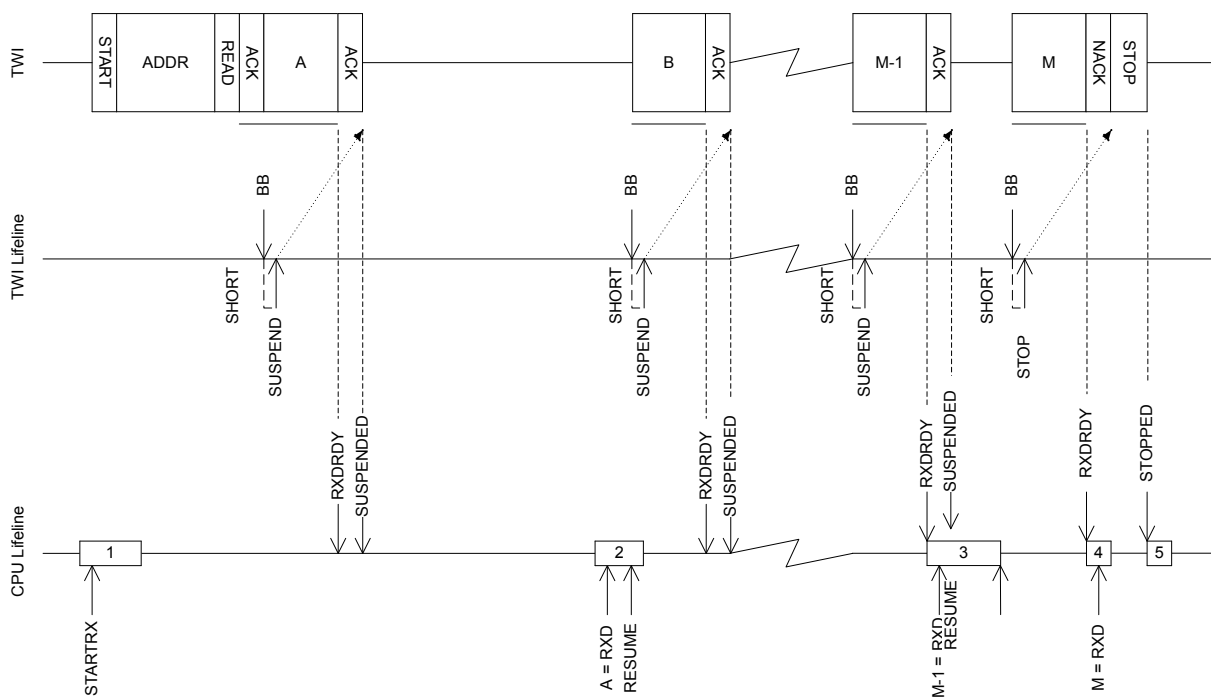 TWI
START
ADDR
READ
ACK
A
ACK
B
ACK
M-1
ACK
M
NACK
STOP
TWI Lifeline
BB
SHORT
SUSPEND
BB
SHORT
SUSPEND
BB
SHORT
SUSPEND
BB
SHORT
STOP
CPU Lifeline
RXDRDY
SUSPENDED
RXDRDY
SUSPENDED
RXDRDY
SUSPENDED
RXDRDY
STOPPED
1
2
3
4
5
STARTRX
A = RXD
RESUME
M-1 = RXD
RESUME
M = RXD